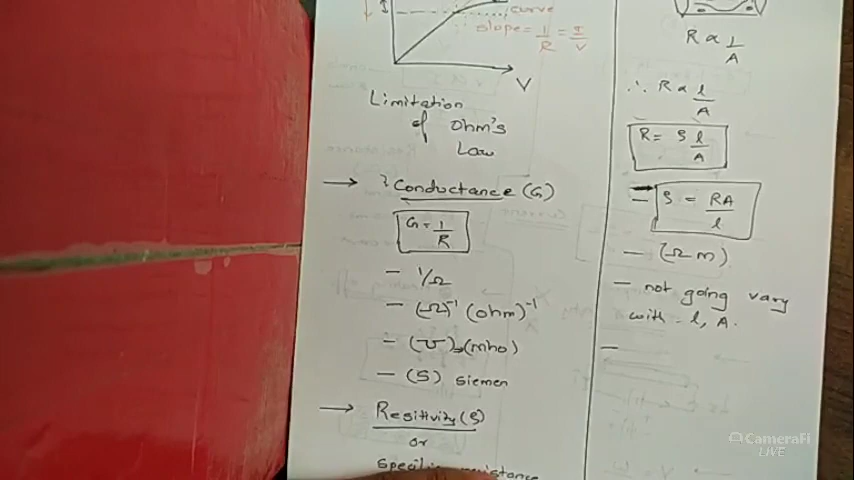 curve
slope = 1/R = I/V
I
V
Limitation
of Ohm's
Law
→ Conductance (G)
G = 1/R
- 1/Ω
- (Ω)⁻¹ (ohm)⁻¹
- (℧) (mho)
- (S) siemen
→ Resitivity (ρ)
or
R ∝ 1/A
∴ R ∝ l/A
R = ρ l/A
- ρ = RA/l
- (Ω m)
- not going vary
with - l, A.
-
CameraFi
LIVE